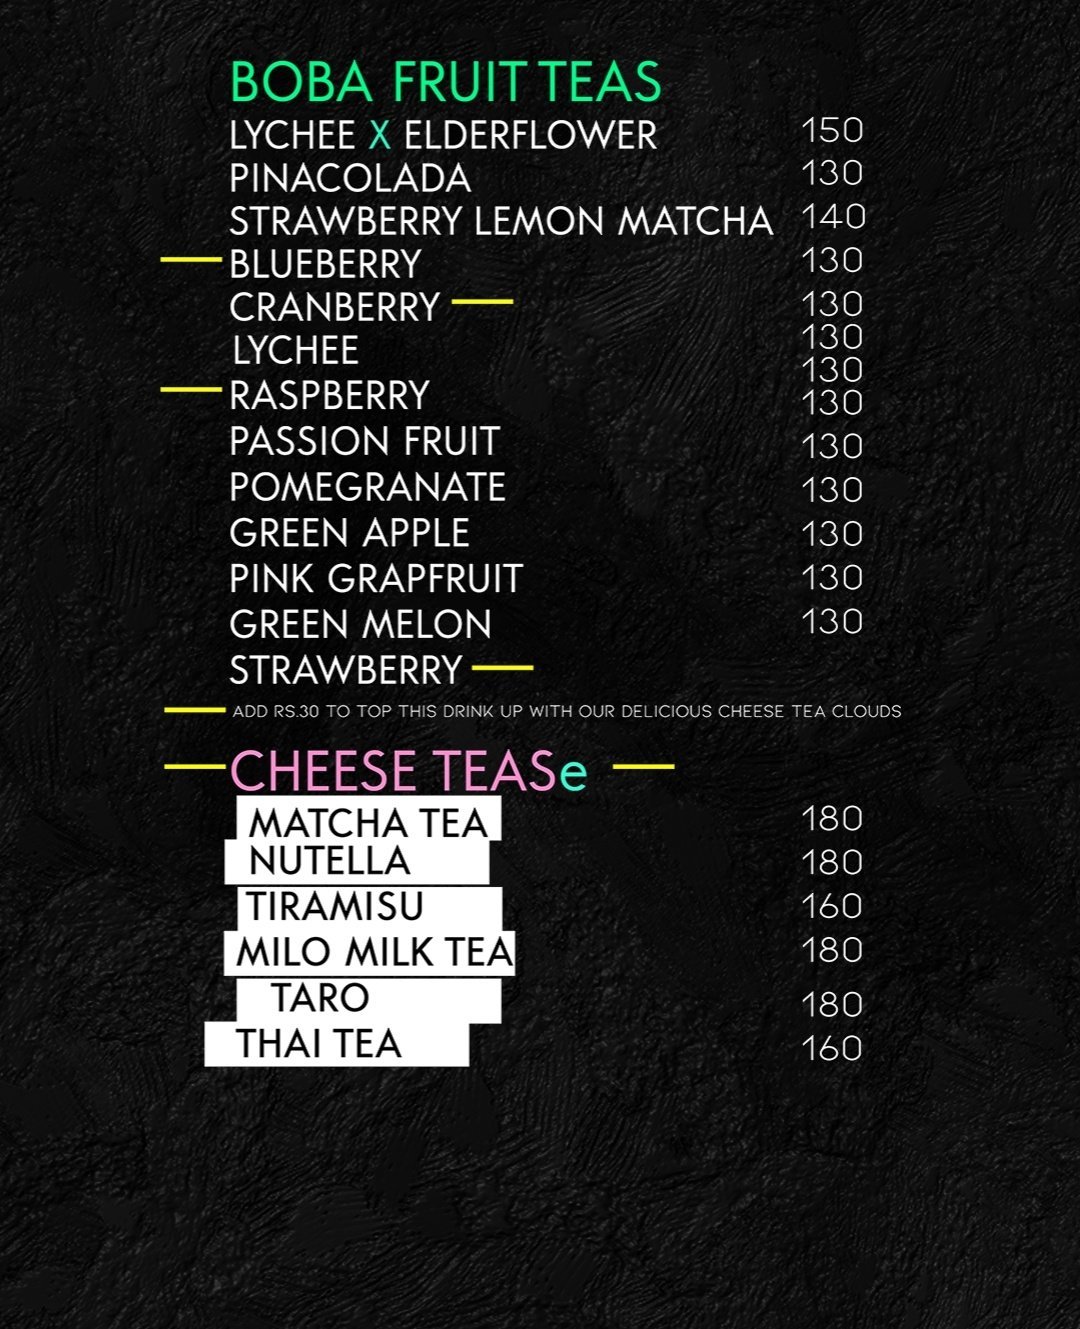 BOBA FRUIT TEAS
LYCHEE X ELDERFLOWER 150
PINACOLADA 130
STRAWBERRY LEMON MATCHA 140
BLUEBERRY 130
CRANBERRY 130
LYCHEE 130
RASPBERRY 130
PASSION FRUIT 130
POMEGRANATE 130
GREEN APPLE 130
PINK GRAPFRUIT 130
GREEN MELON 130
STRAWBERRY 130
ADD RS.30 TO TOP THIS DRINK UP WITH OUR DELICIOUS CHEESE TEA CLOUDS
CHEESE TEASe
MATCHA TEA 180
NUTELLA 180
TIRAMISU 160
MILO MILK TEA 180
TARO 180
THAI TEA 160